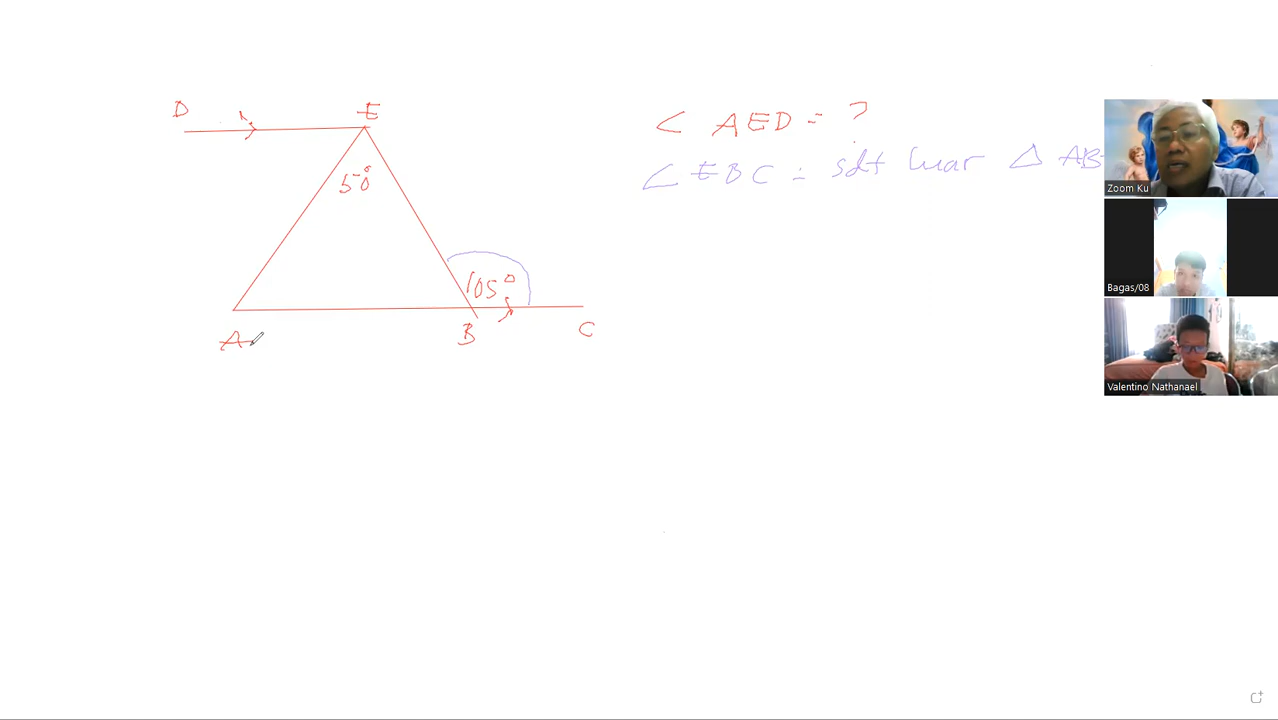 D
E
< AED = ?
< EBC = sdt luar △ AB
50°
105°
A
B
C
Zoom Ku
Bagas/08
Valentino Nathanael